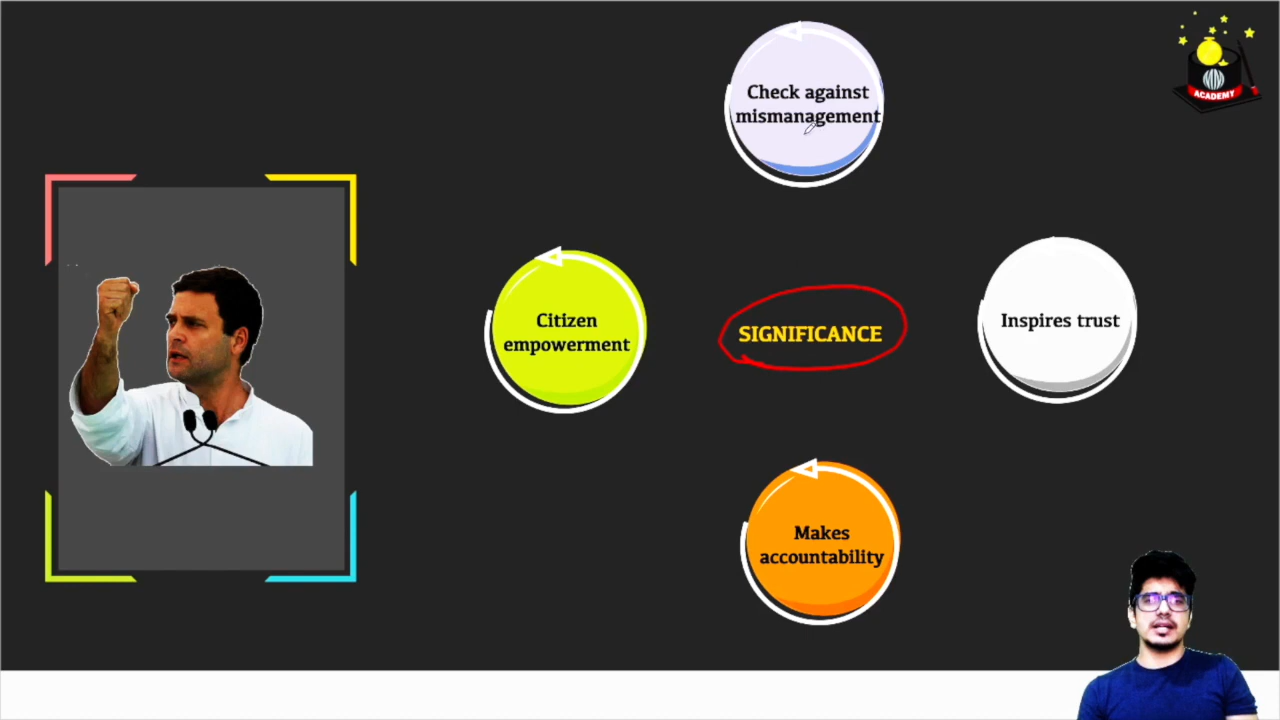 Check against
mismanagement
ACADEMY
Citizen
empowerment
SIGNIFICANCE
Inspires trust
Makes
accountability